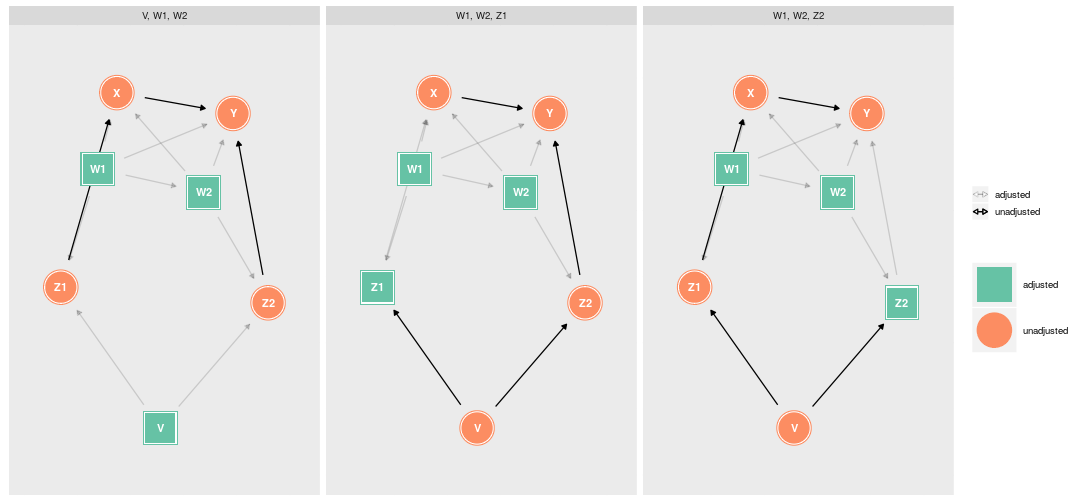 V, W1, W2
X
Y
W1
W2
Z1
Z2
V
W1, W2, Z1
X
Y
W1
W2
Z1
Z2
V
W1, W2, Z2
X
Y
W1
W2
Z1
Z2
V
adjusted
unadjusted
adjusted
unadjusted